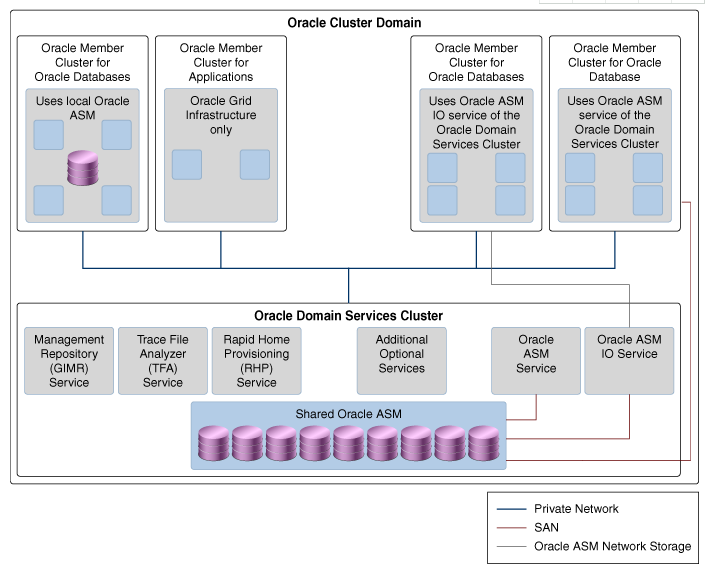 Oracle Cluster Domain
Oracle Member
Cluster for
Oracle Databases
Uses local Oracle
ASM
Oracle Member
Cluster for
Applications
Oracle Grid
Infrastructure
only
Oracle Member
Cluster for
Oracle Databases
Uses Oracle ASM
IO service of the
Oracle Domain
Services Cluster
Oracle Member
Cluster for Oracle
Database
Uses Oracle ASM
service of the
Oracle Domain
Services Cluster
Oracle Domain Services Cluster
Management
Repository
(GIMR)
Service
Trace File
Analyzer
(TFA)
Service
Rapid Home
Provisioning
(RHP)
Service
Additional
Optional
Services
Oracle
ASM
Service
Oracle ASM
IO Service
Shared Oracle ASM
Private Network
SAN
Oracle ASM Network Storage